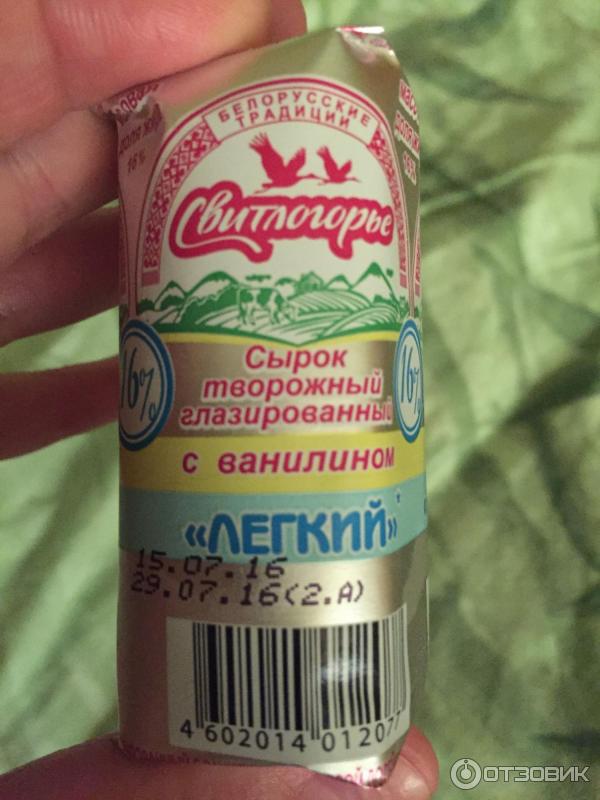 БЕЛОРУССКИЕ
ТРАДИЦИИ
Свитлогорье
16%
16%
Сырок
творожный
глазированный
с ванилином
«ЛЕГКИЙ»*
15.07.16
29.07.16(2.А)
4 602014 012077
ОТЗОВИК